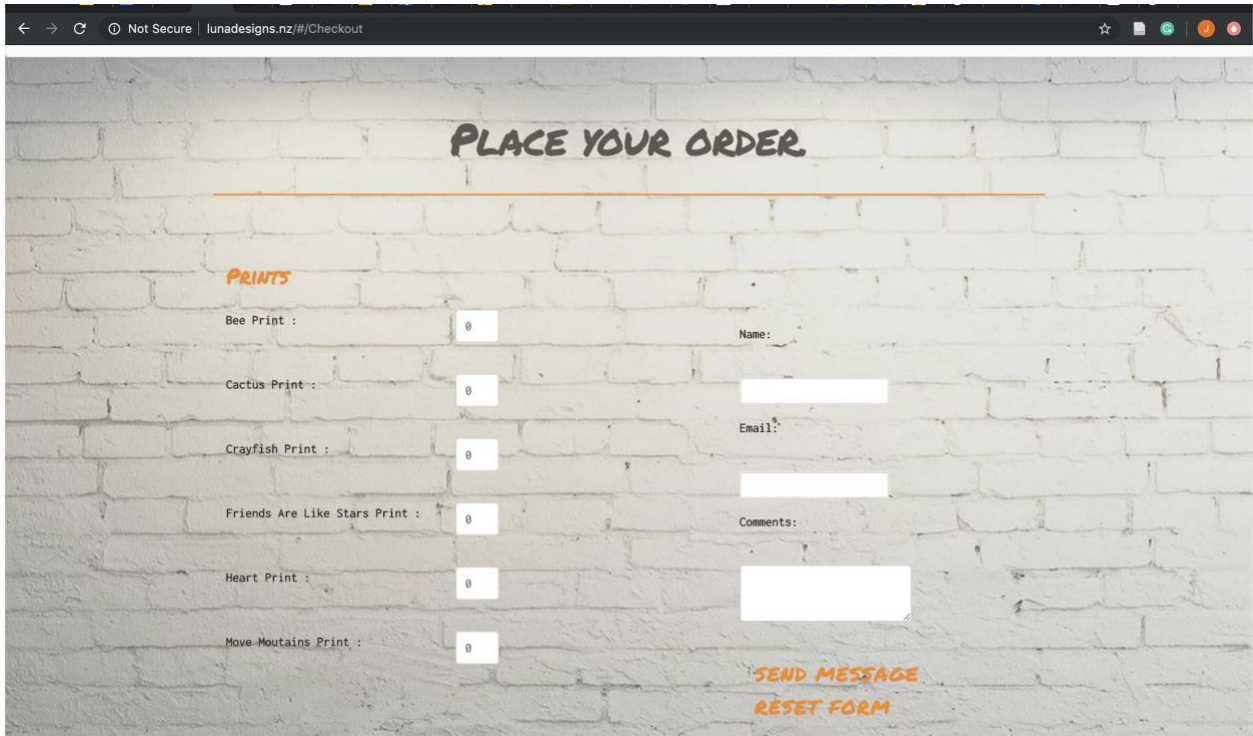 Not Secure | lunadesigns.nz/#/Checkout
J
PLACE YOUR ORDER.
PRINTS
Bee Print : 0
Cactus Print : 0
Crayfish Print : 0
Friends Are Like Stars Print : 0
Heart Print : 0
Move Moutains Print : 0
Name:
Email:
Comments:
SEND MESSAGE
RESET FORM